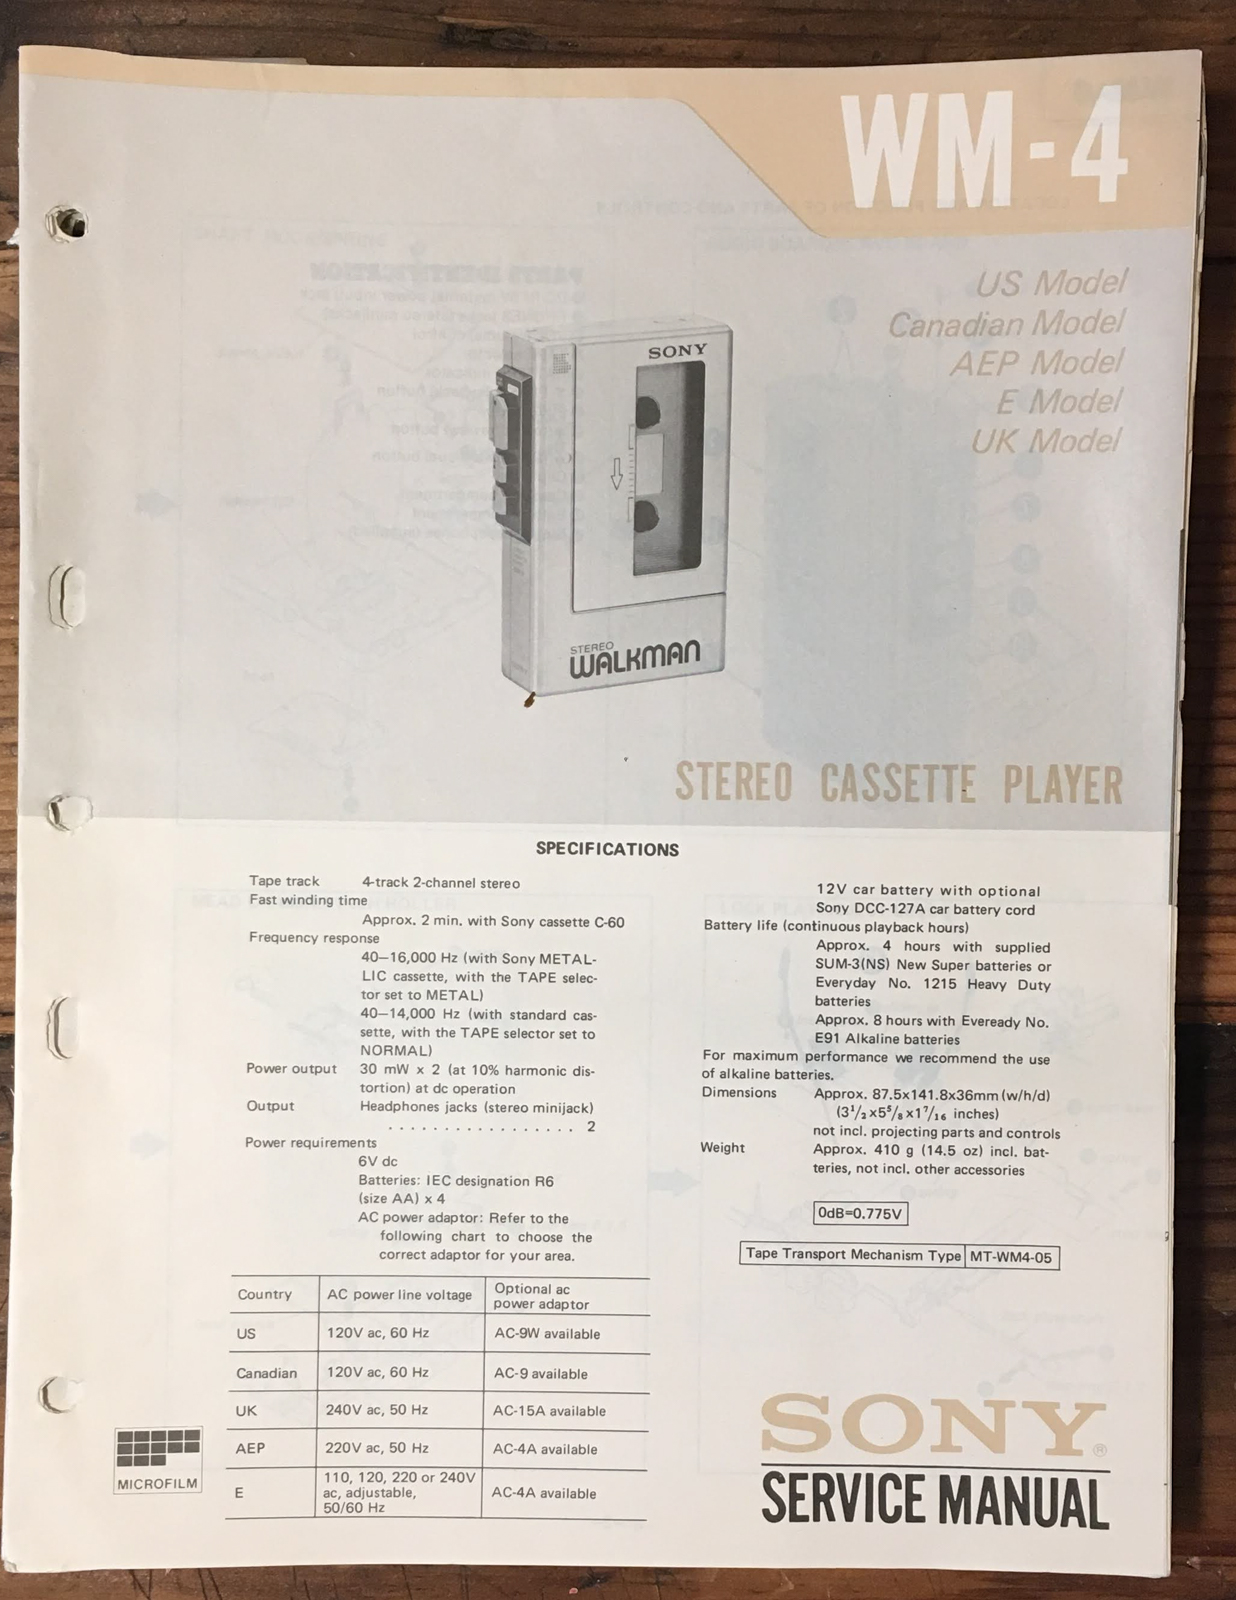 WM-4
US Model
Canadian Model
AEP Model
E Model
UK Model
SONY
STEREO
WALKMAN
STEREO CASSETTE PLAYER
SPECIFICATIONS
Tape track 4-track 2-channel stereo
Fast winding time
Approx. 2 min. with Sony cassette C-60
Frequency response
40–16,000 Hz (with Sony METAL-
LIC cassette, with the TAPE selec-
tor set to METAL)
40–14,000 Hz (with standard cas-
sette, with the TAPE selector set to
NORMAL)
Power output 30 mW x 2 (at 10% harmonic dis-
tortion) at dc operation
Output Headphones jacks (stereo minijack)
. . . . . . . . . . . . . . . . . 2
Power requirements
6V dc
Batteries: IEC designation R6
(size AA) x 4
AC power adaptor: Refer to the
following chart to choose the
correct adaptor for your area.
Country AC power line voltage Optional ac
power adaptor
US 120V ac, 60 Hz AC-9W available
Canadian 120V ac, 60 Hz AC-9 available
UK 240V ac, 50 Hz AC-15A available
AEP 220V ac, 50 Hz AC-4A available
E 110, 120, 220 or 240V
ac, adjustable,
50/60 Hz AC-4A available
12V car battery with optional
Sony DCC-127A car battery cord
Battery life (continuous playback hours)
Approx. 4 hours with supplied
SUM-3(NS) New Super batteries or
Everyday No. 1215 Heavy Duty
batteries
Approx. 8 hours with Eveready No.
E91 Alkaline batteries
For maximum performance we recommend the use
of alkaline batteries.
Dimensions Approx. 87.5x141.8x36mm (w/h/d)
(3¹/₂x5⁵/₈x1⁷/₁₆ inches)
not incl. projecting parts and controls
Weight Approx. 410 g (14.5 oz) incl. bat-
teries, not incl. other accessories
0dB=0.775V
Tape Transport Mechanism Type MT-WM4-05
MICROFILM
SONY®
SERVICE MANUAL